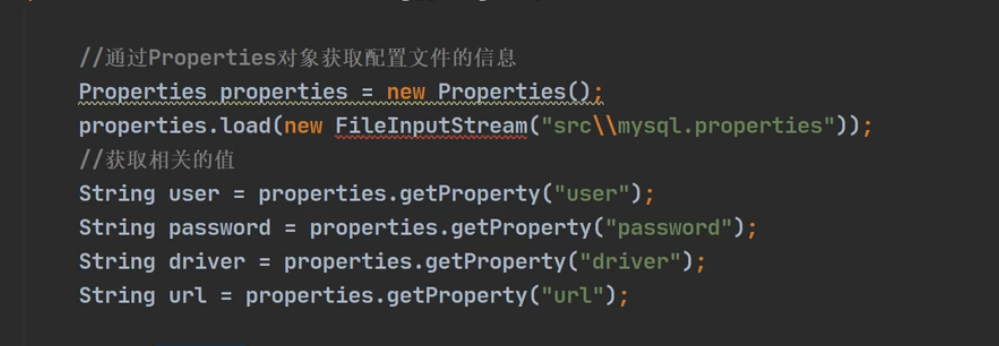 //通过Properties对象获取配置文件的信息
Properties properties = new Properties();
properties.load(new FileInputStream("src\\mysql.properties"));
//获取相关的值
String user = properties.getProperty("user");
String password = properties.getProperty("password");
String driver = properties.getProperty("driver");
String url = properties.getProperty("url");